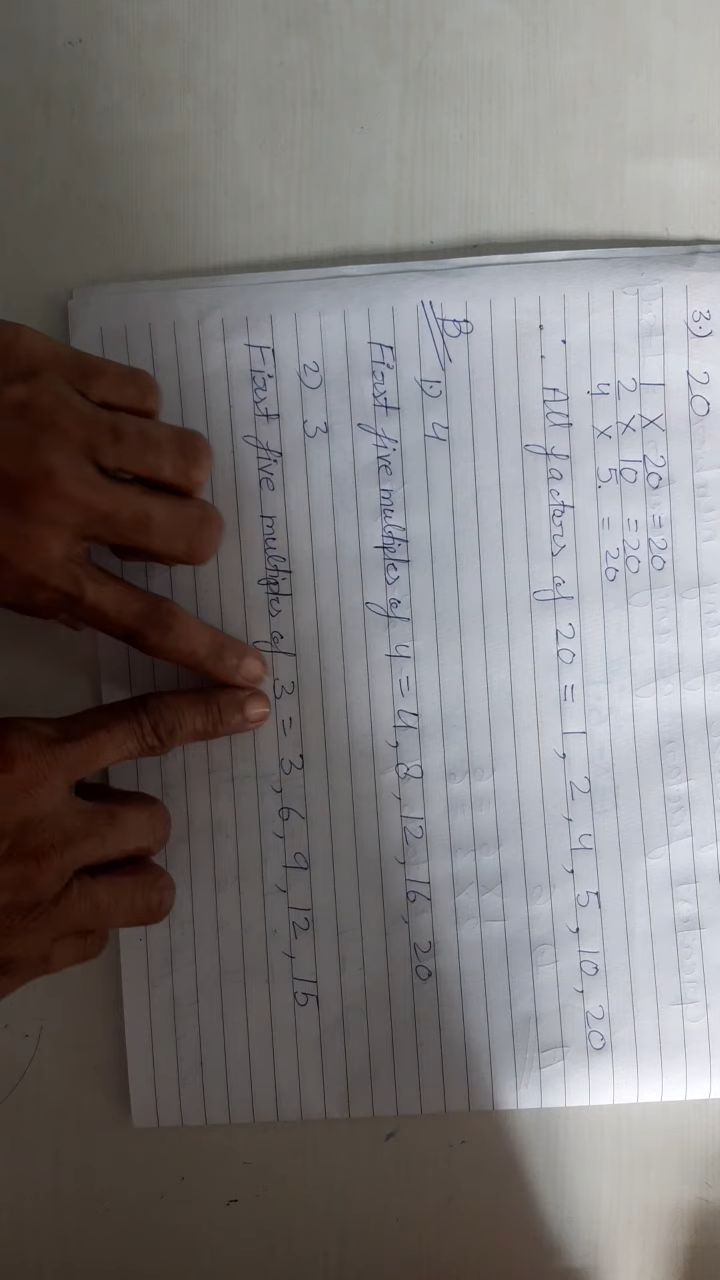 3.) 20
1 × 20 = 20
2 × 10 = 20
4 × 5 = 20
∴ All factors of 20 = 1, 2, 4, 5, 10, 20
B 1) 4
First five multiples of 4 = 4, 8, 12, 16, 20
2) 3
First five multiples of 3 = 3, 6, 9, 12, 15